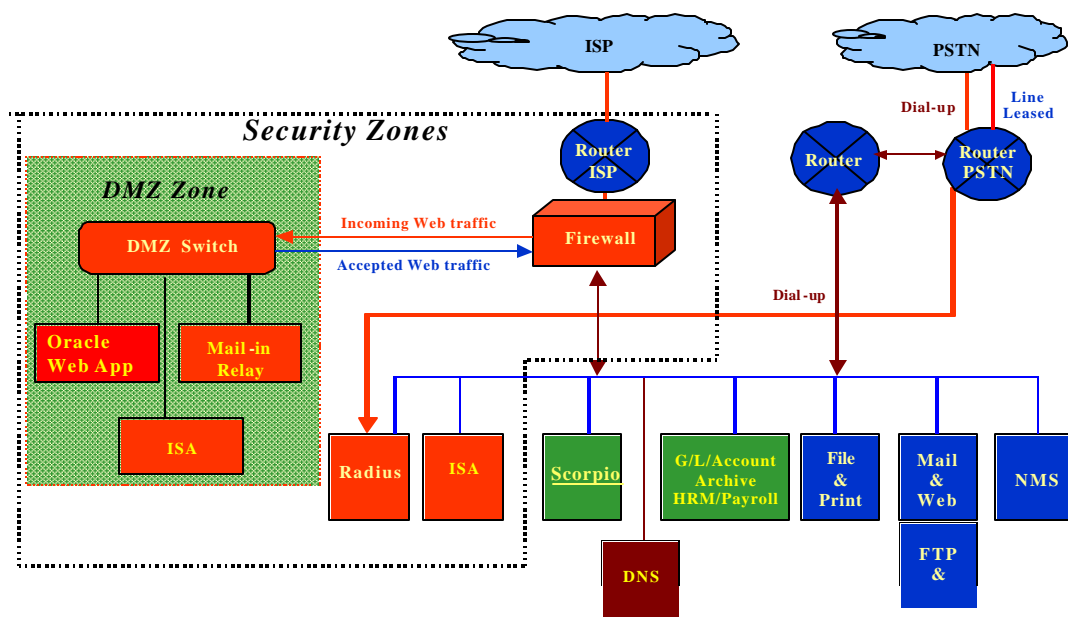 ISP
PSTN
Dial-up
Line
Leased
Security Zones
Router
ISP
Router
Router
PSTN
DMZ Zone
DMZ Switch
Incoming Web traffic
Accepted Web traffic
Firewall
Dial-up
Oracle
Web App
Mail-in
Relay
ISA
Radius
ISA
Scorpio
G/L/Account
Archive
HRM/Payroll
File
&
Print
Mail
&
Web
NMS
DNS
FTP
&